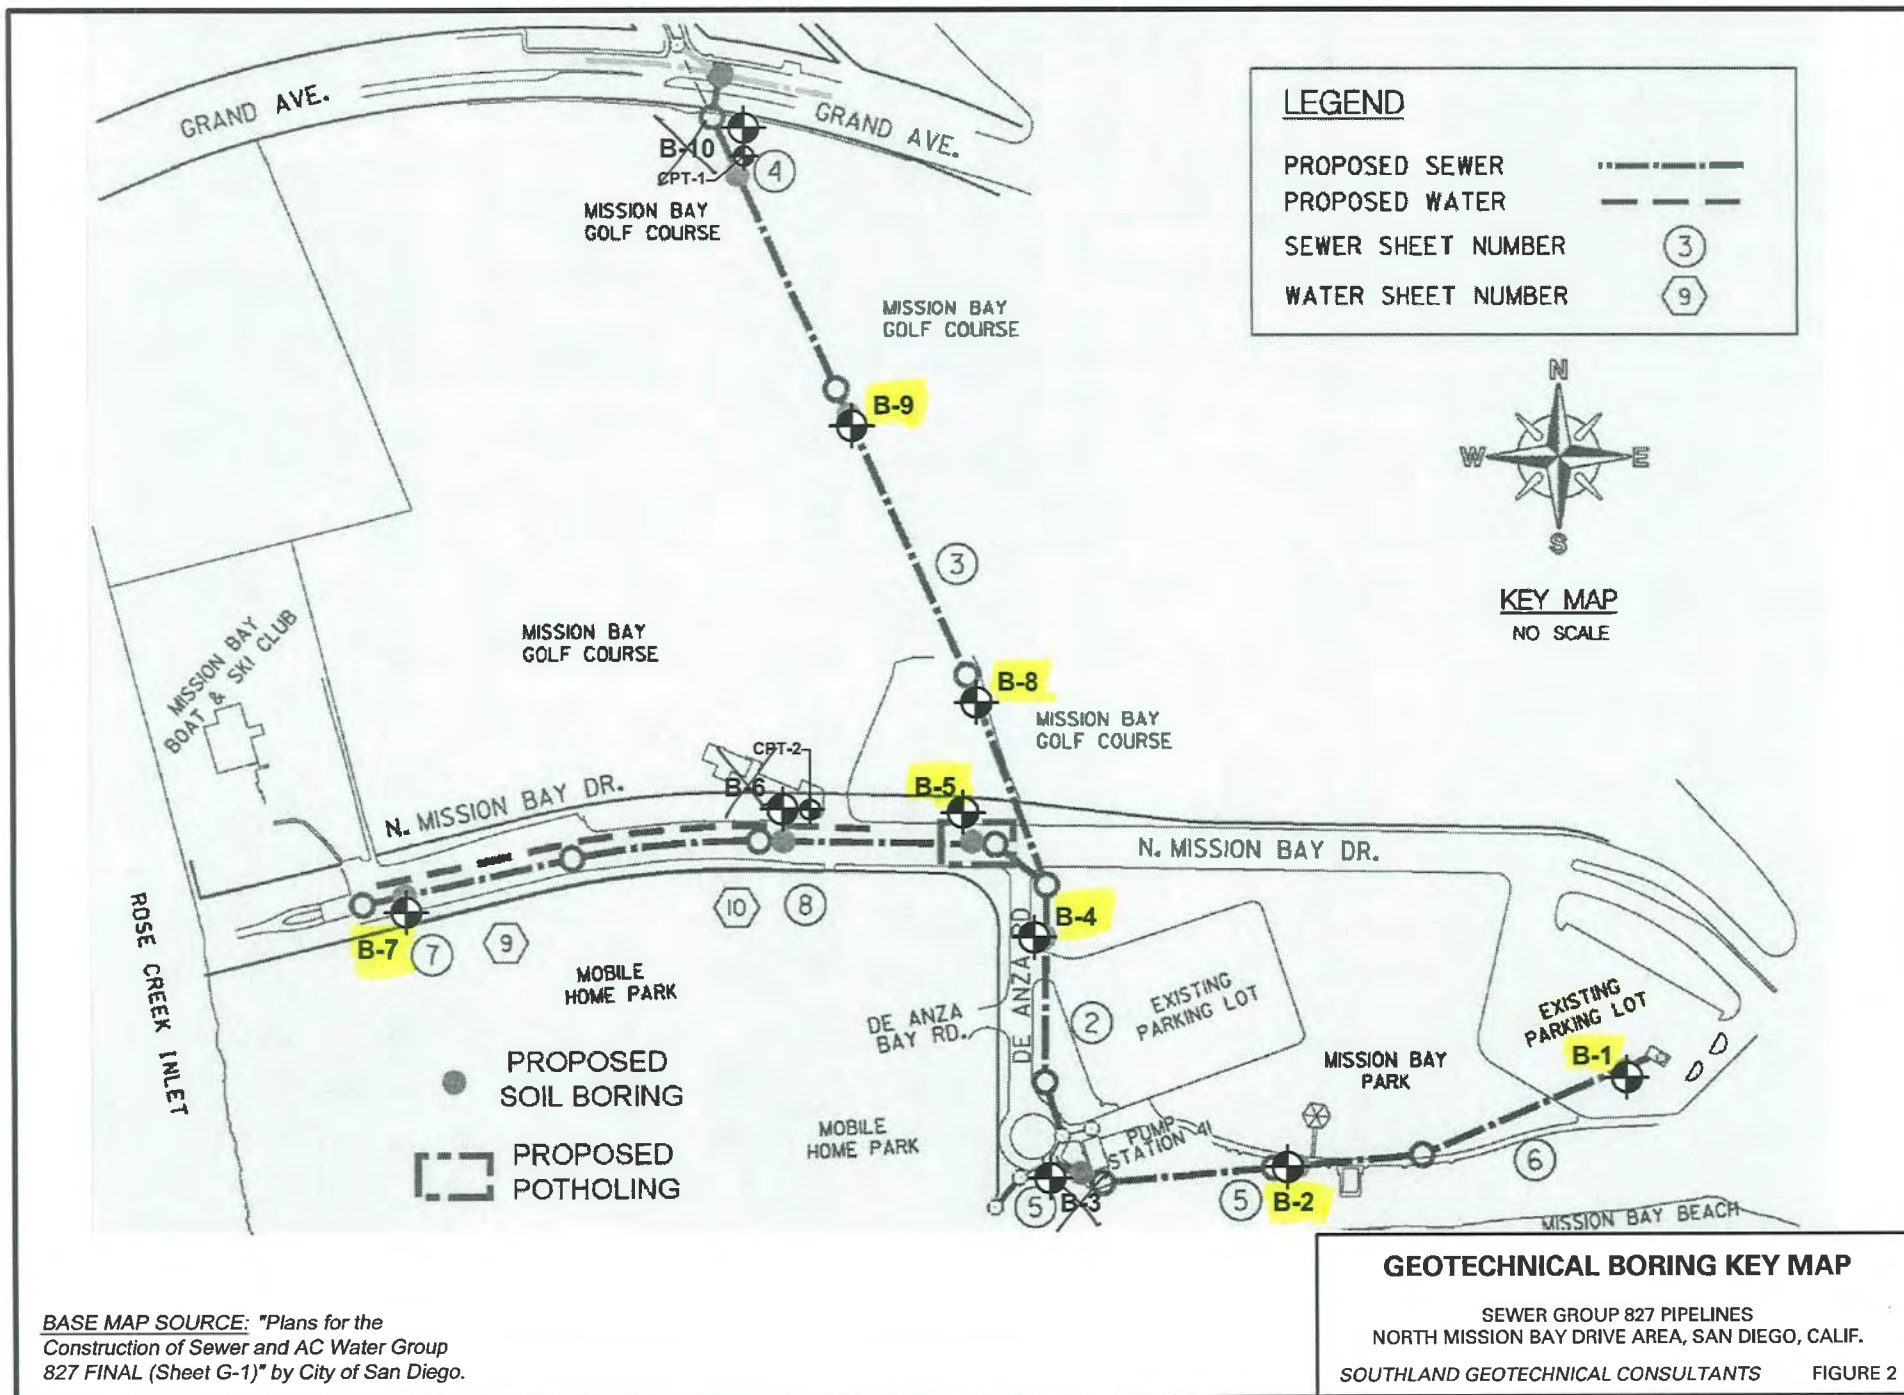 GRAND AVE.
GRAND AVE.
B-10
CPT-1
4
MISSION BAY
GOLF COURSE
LEGEND
PROPOSED SEWER
PROPOSED WATER
SEWER SHEET NUMBER
3
WATER SHEET NUMBER
9
MISSION BAY
GOLF COURSE
B-9
N
W
E
S
KEY MAP
NO SCALE
3
MISSION BAY
BOAT & SKI CLUB
MISSION BAY
GOLF COURSE
B-8
MISSION BAY
GOLF COURSE
CPT-2
B-6
B-5
N. MISSION BAY DR.
N. MISSION BAY DR.
ROSE CREEK INLET
B-7
7
9
10
8
B-4
MOBILE
HOME PARK
DE ANZA
BAY RD.
DE ANZA RD
2
EXISTING
PARKING LOT
EXISTING
PARKING LOT
B-1
MISSION BAY
PARK
PROPOSED
SOIL BORING
MOBILE
HOME PARK
PUMP
STATION 41
PROPOSED
POTHOLING
5
B-3
5
B-2
6
MISSION BAY BEACH
BASE MAP SOURCE: "Plans for the
Construction of Sewer and AC Water Group
827 FINAL (Sheet G-1)" by City of San Diego.
GEOTECHNICAL BORING KEY MAP
SEWER GROUP 827 PIPELINES
NORTH MISSION BAY DRIVE AREA, SAN DIEGO, CALIF.
SOUTHLAND GEOTECHNICAL CONSULTANTS FIGURE 2